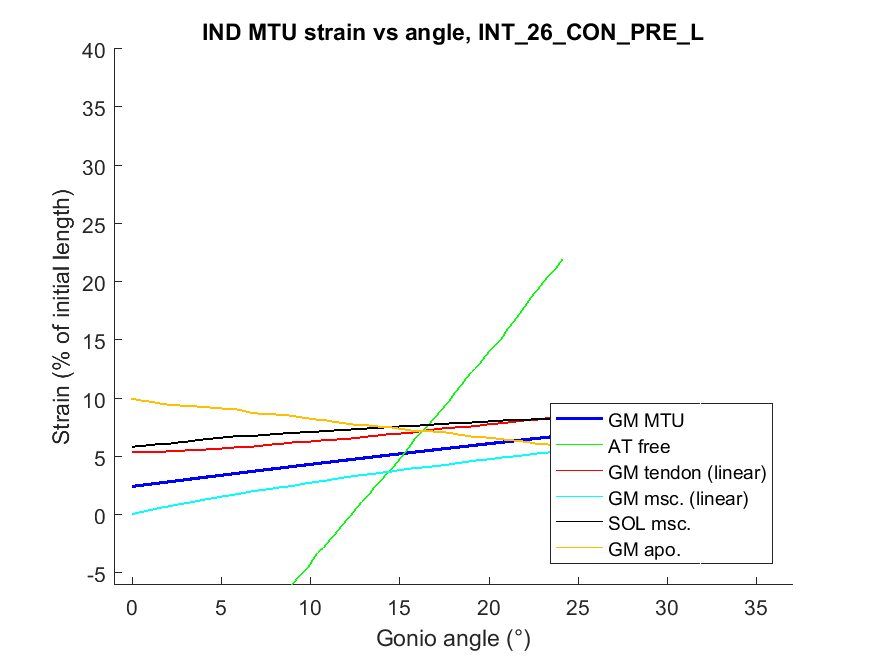 IND MTU strain vs angle, INT_26_CON_PRE_L
40
35
30
25
20
15
10
5
0
-5
Strain (% of initial length)
GM MTU
AT free
GM tendon (linear)
GM msc. (linear)
SOL msc.
GM apo.
0 5 10 15 20 25 30 35
Gonio angle (°)